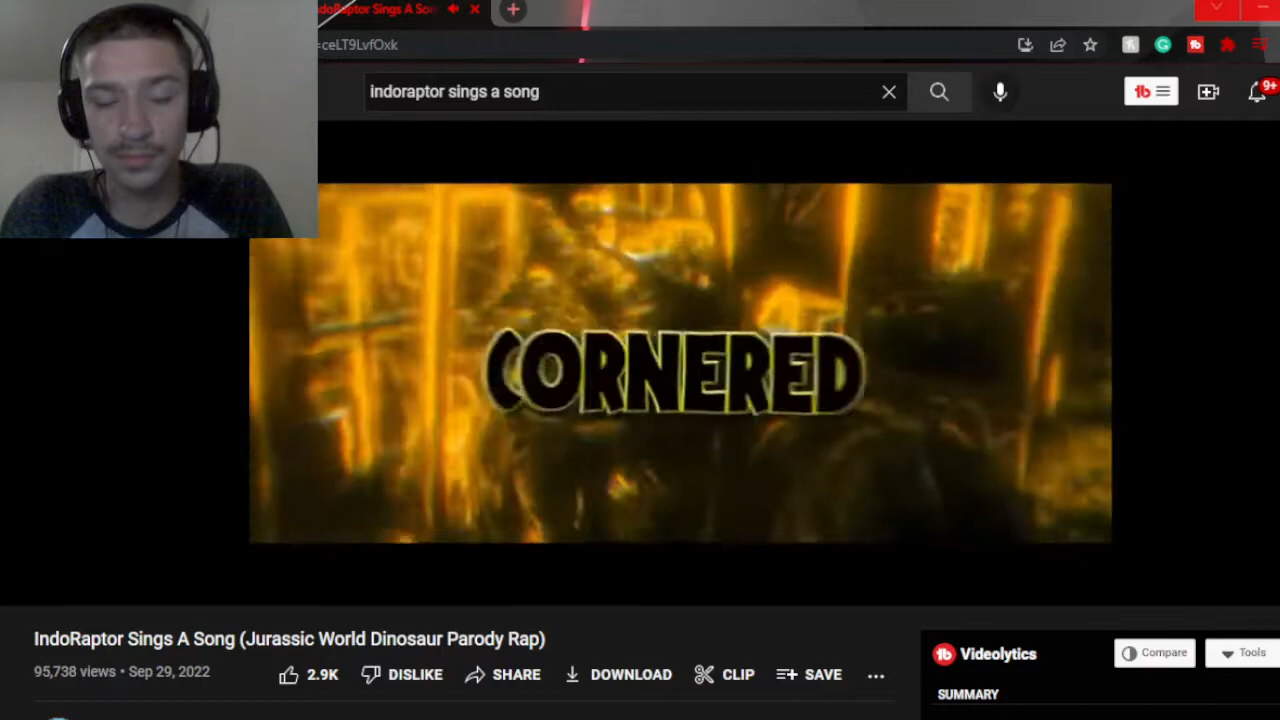 IndoRaptor Sings A So
=ceLT9LvfOxk
indoraptor sings a song
9+
CORNERED
IndoRaptor Sings A Song (Jurassic World Dinosaur Parody Rap)
95,738 views • Sep 29, 2022
2.9K DISLIKE SHARE DOWNLOAD CLIP SAVE
Videolytics Compare Tools
SUMMARY